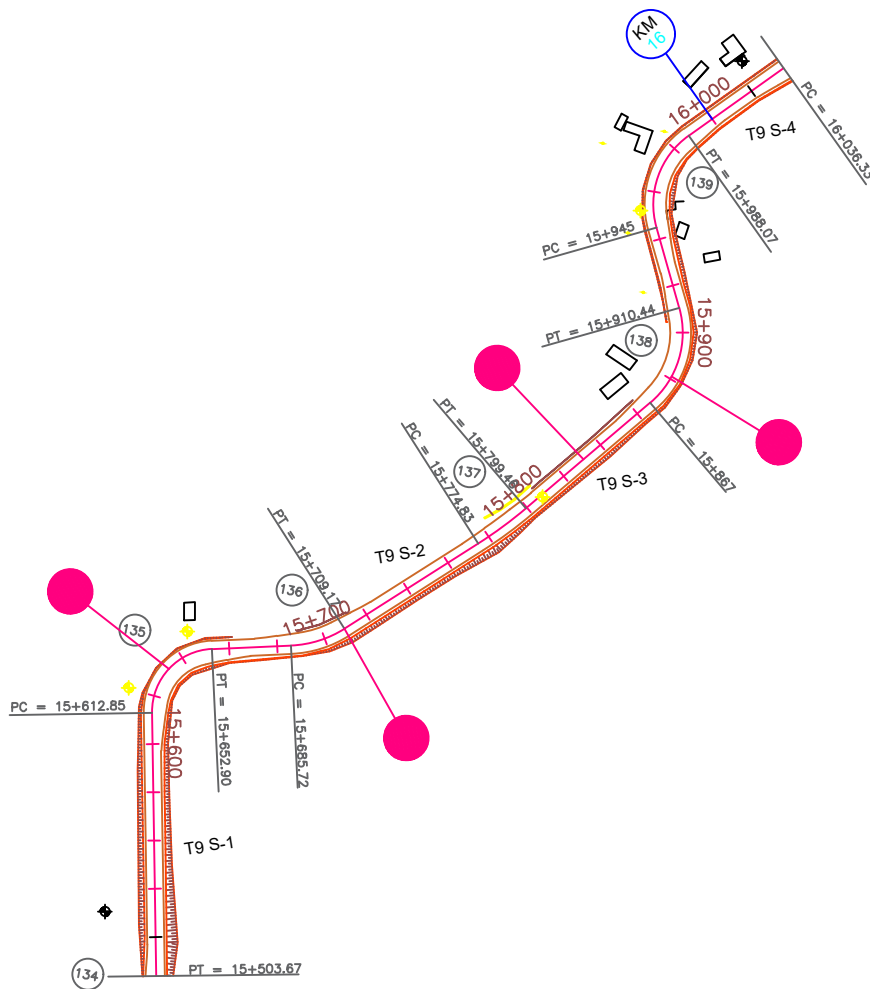 KM
16
16+000
PC = 16+036.33
T9 S-4
PT = 15+988.07
139
PC = 15+945
PT = 15+910.44
15+900
138
PC = 15+867
PT = 15+799.46
PC = 15+774.83
137
15+800
T9 S-3
PT = 15+709.17
T9 S-2
136
15+700
135
PC = 15+612.85
PT = 15+652.90
PC = 15+685.72
15+600
T9 S-1
134
PT = 15+503.67